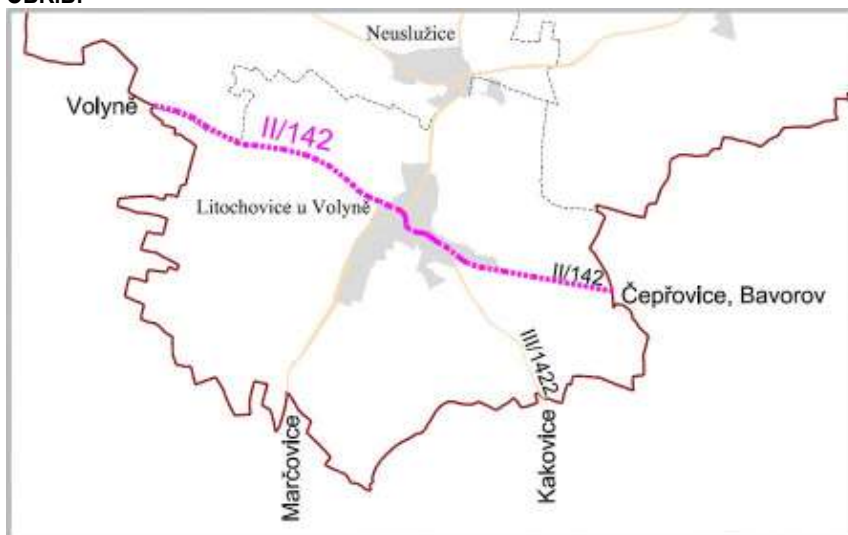 Neuslužice
Volyně
II/142
Litochovice u Volyně
II/142
Čepřovice, Bavorov
III/1422
Marčovice
Kakovice